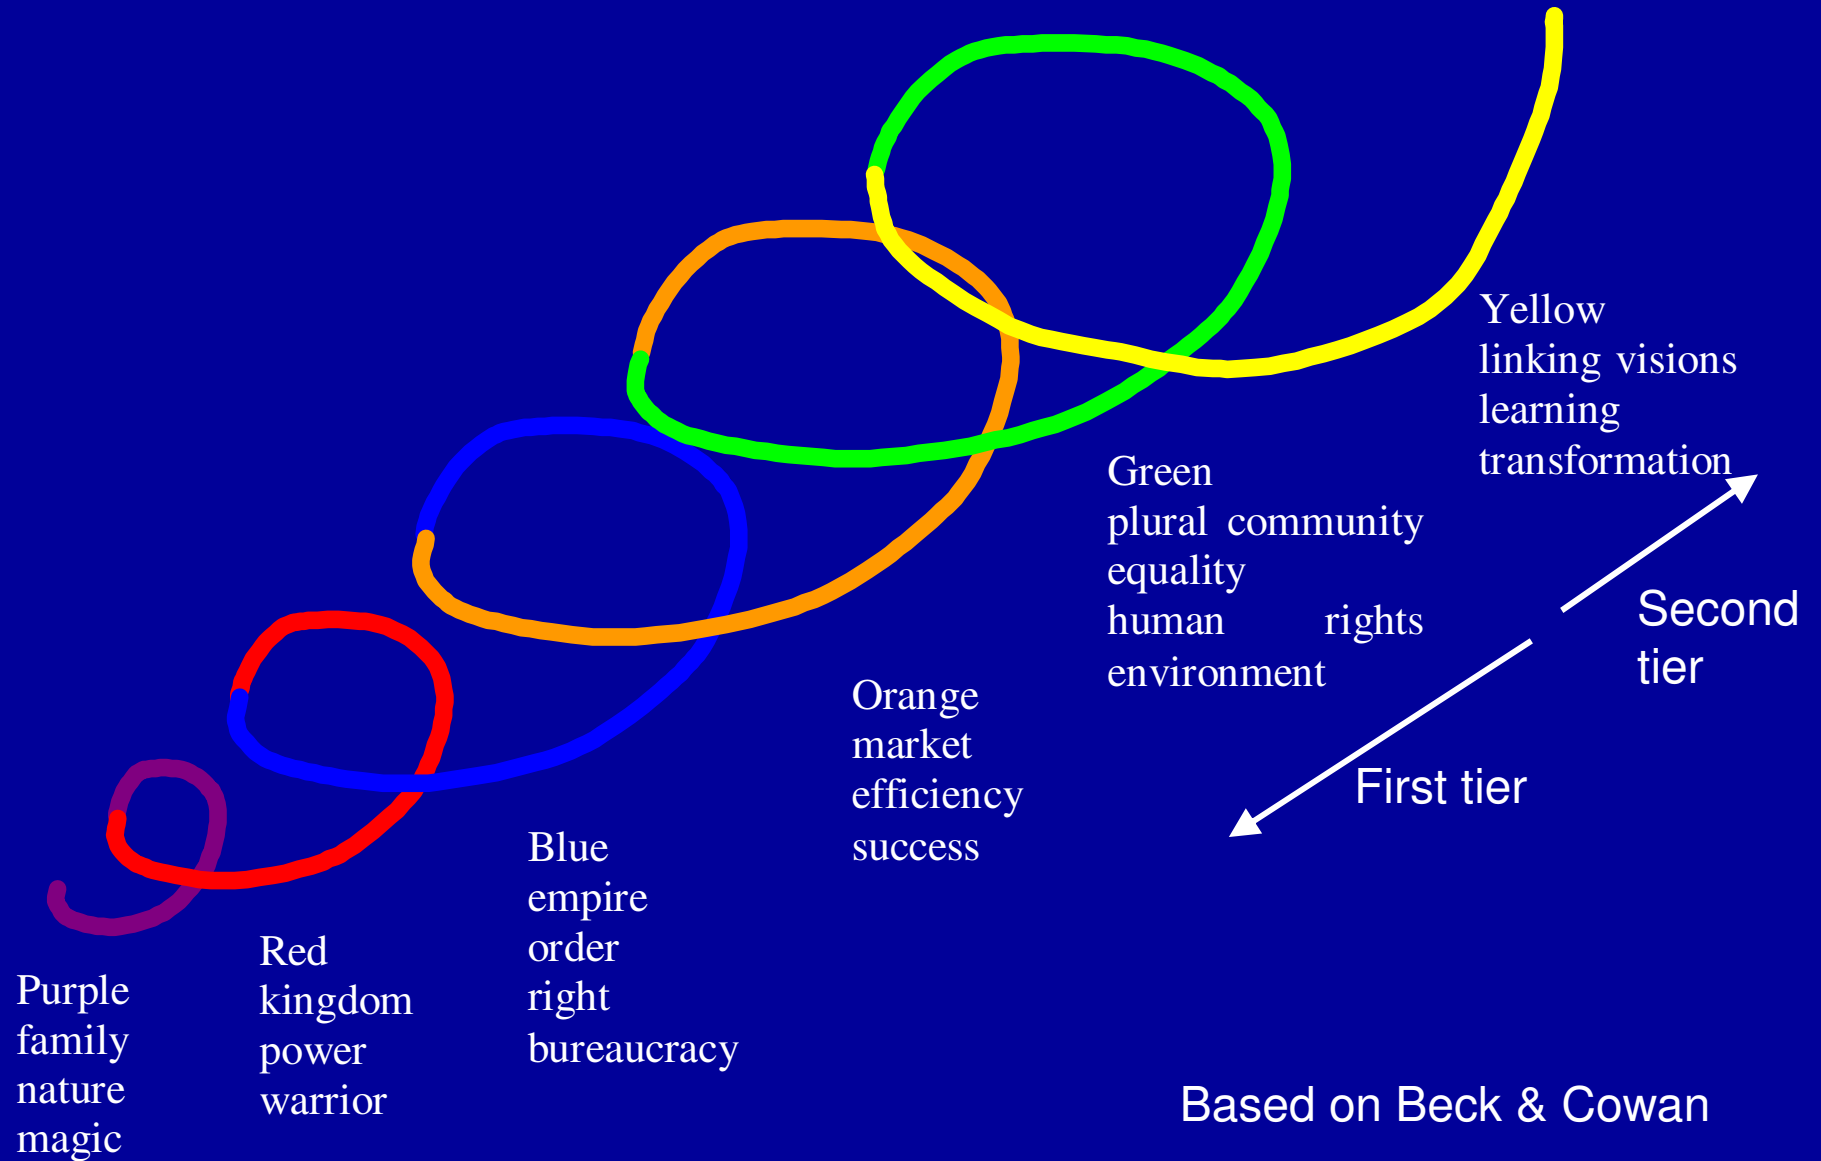 Purple
family
nature
magic
Red
kingdom
power
warrior
Blue
empire
order
right
bureaucracy
Orange
market
efficiency
success
Green
plural community
equality
human rights
environment
Yellow
linking visions
learning
transformation
Second
tier
First tier
Based on Beck & Cowan